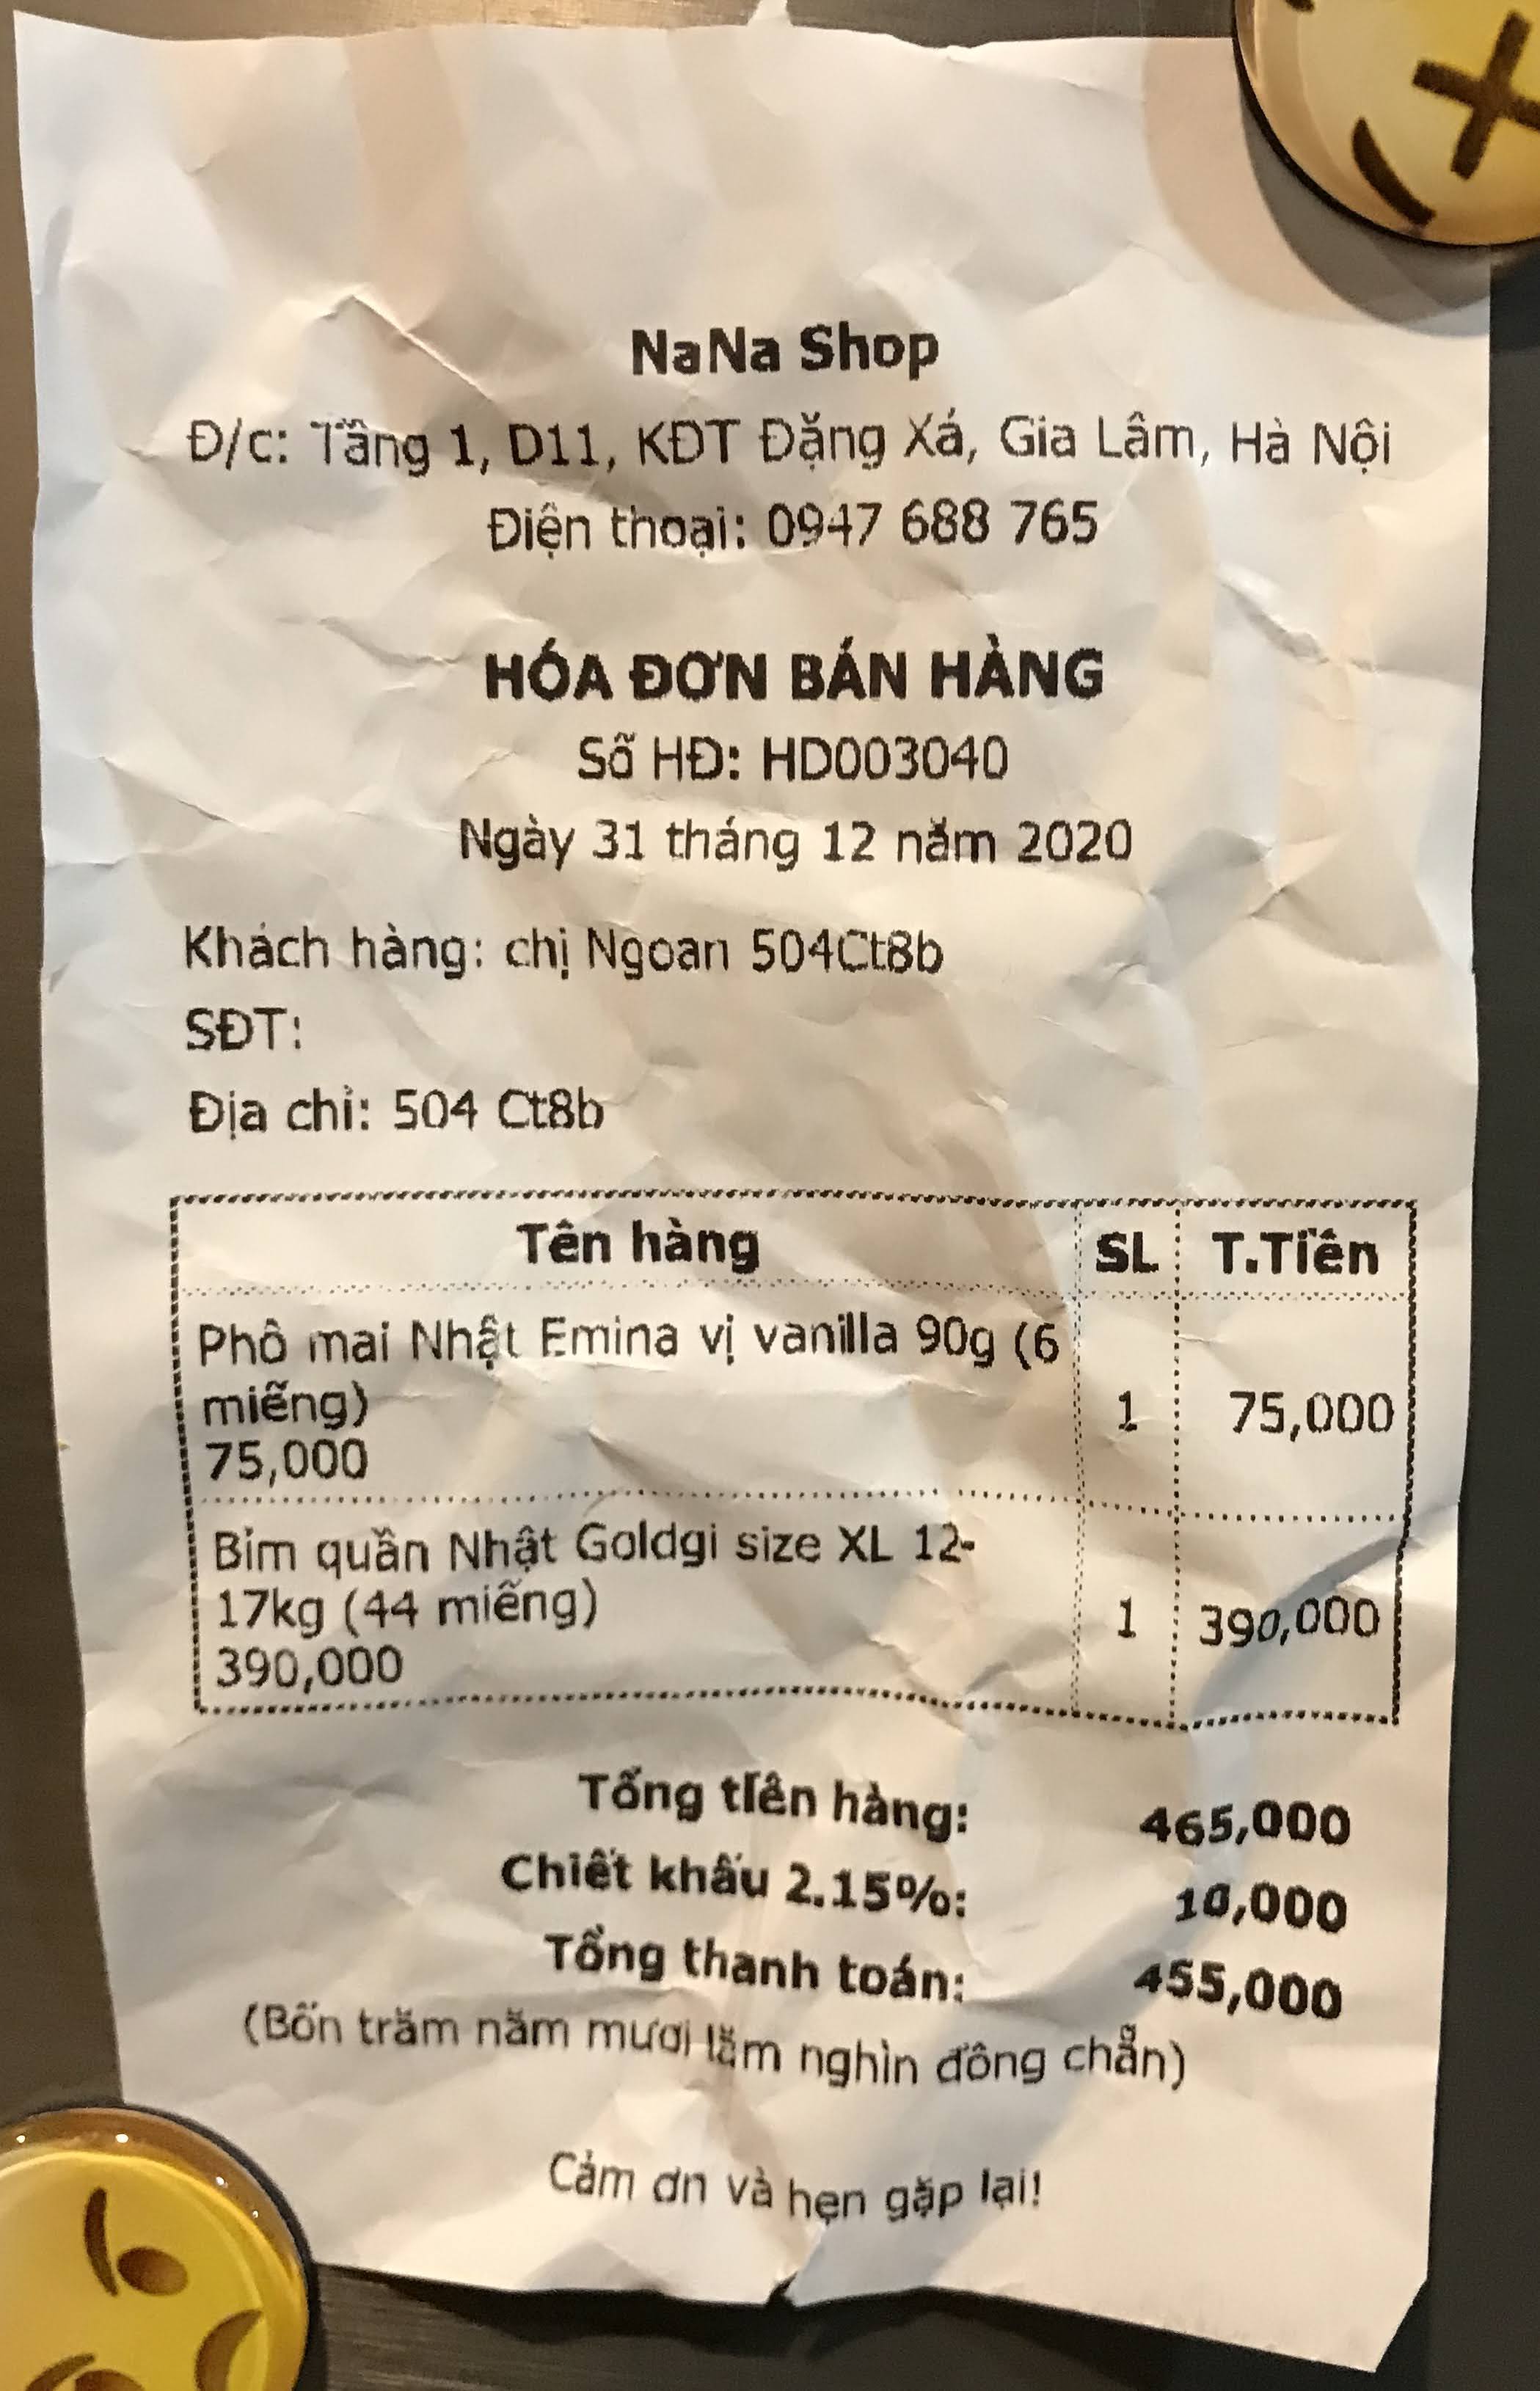 NaNa Shop
Đ/c: Tầng 1, D11, KĐT Đặng Xá, Gia Lâm, Hà Nội
Điện thoại: 0947 688 765
HÓA ĐƠN BÁN HÀNG
Số HĐ: HD003040
Ngày 31 tháng 12 năm 2020
Khách hàng: chị Ngoan 504Ct8b
SĐT:
Địa chỉ: 504 Ct8b
Tên hàng SL T.Tiền
Phô mai Nhật Emina vị vanilla 90g (6
miếng) 1 75,000
75,000
Bỉm quần Nhật Goldgi size XL 12-
17kg (44 miếng) 1 390,000
390,000
Tổng tiền hàng: 465,000
Chiết khấu 2.15%: 10,000
Tổng thanh toán: 455,000
(Bốn trăm năm mươi lăm nghìn đồng chẵn)
Cảm ơn và hẹn gặp lại!